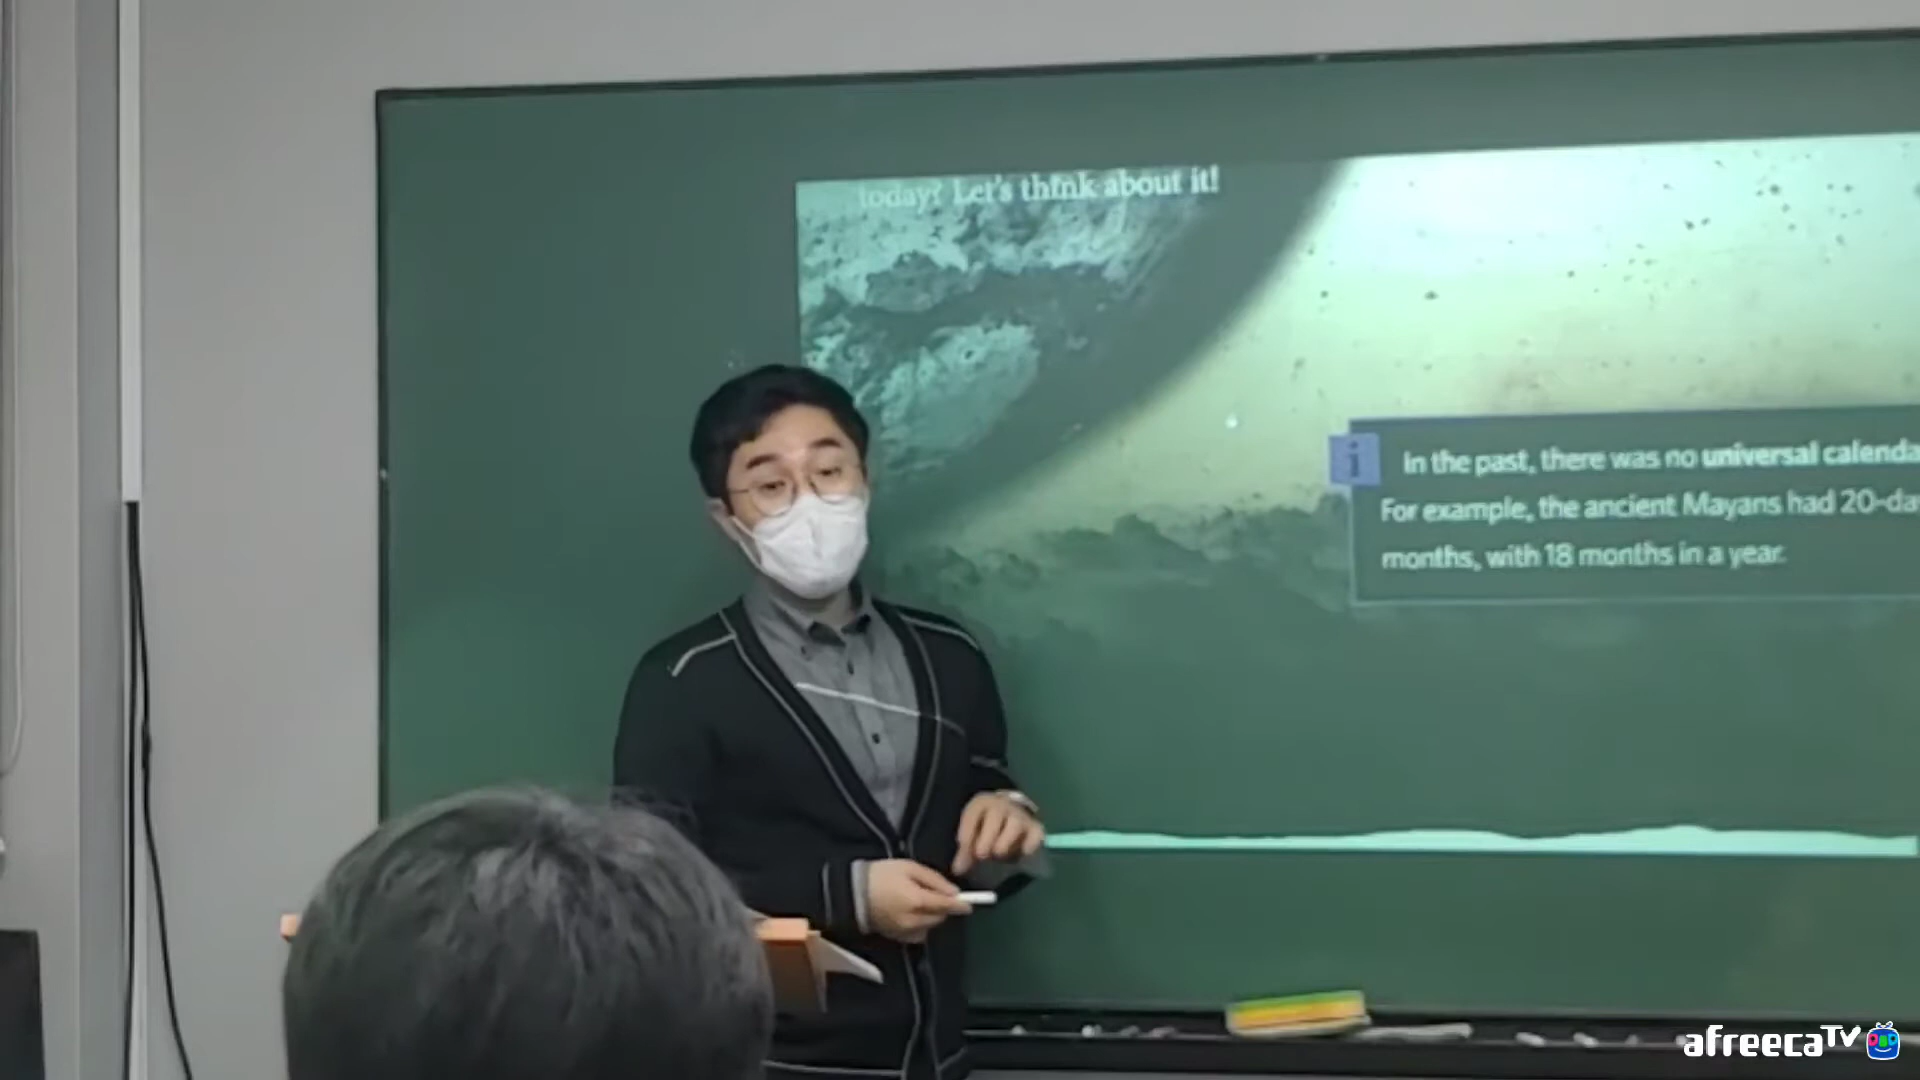 today? Let's think about it!
i
In the past, there was no universal calenda
For example, the ancient Mayans had 20-da
months, with 18 months in a year.
afreecaTV